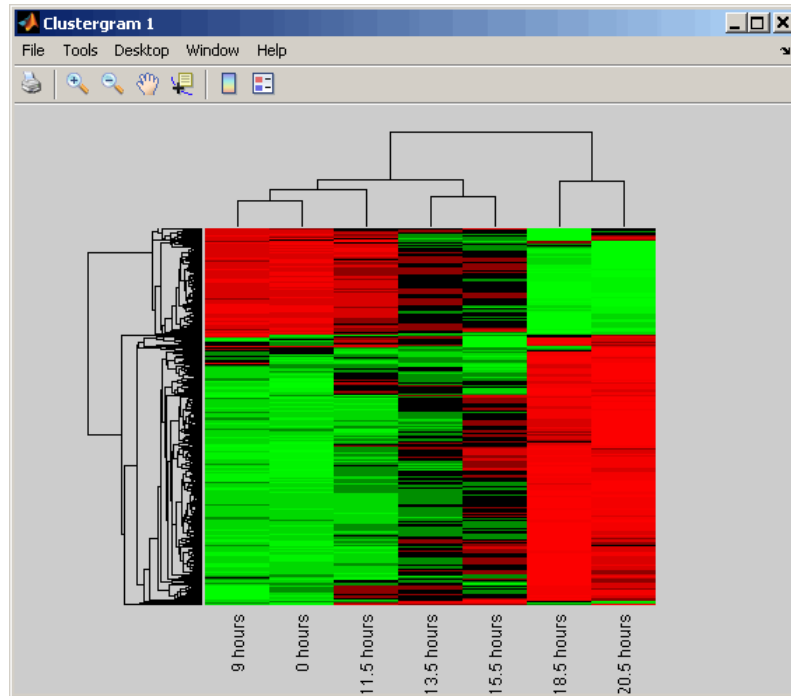 Clustergram 1
File Tools Desktop Window Help
9 hours
0 hours
11.5 hours
13.5 hours
15.5 hours
18.5 hours
20.5 hours